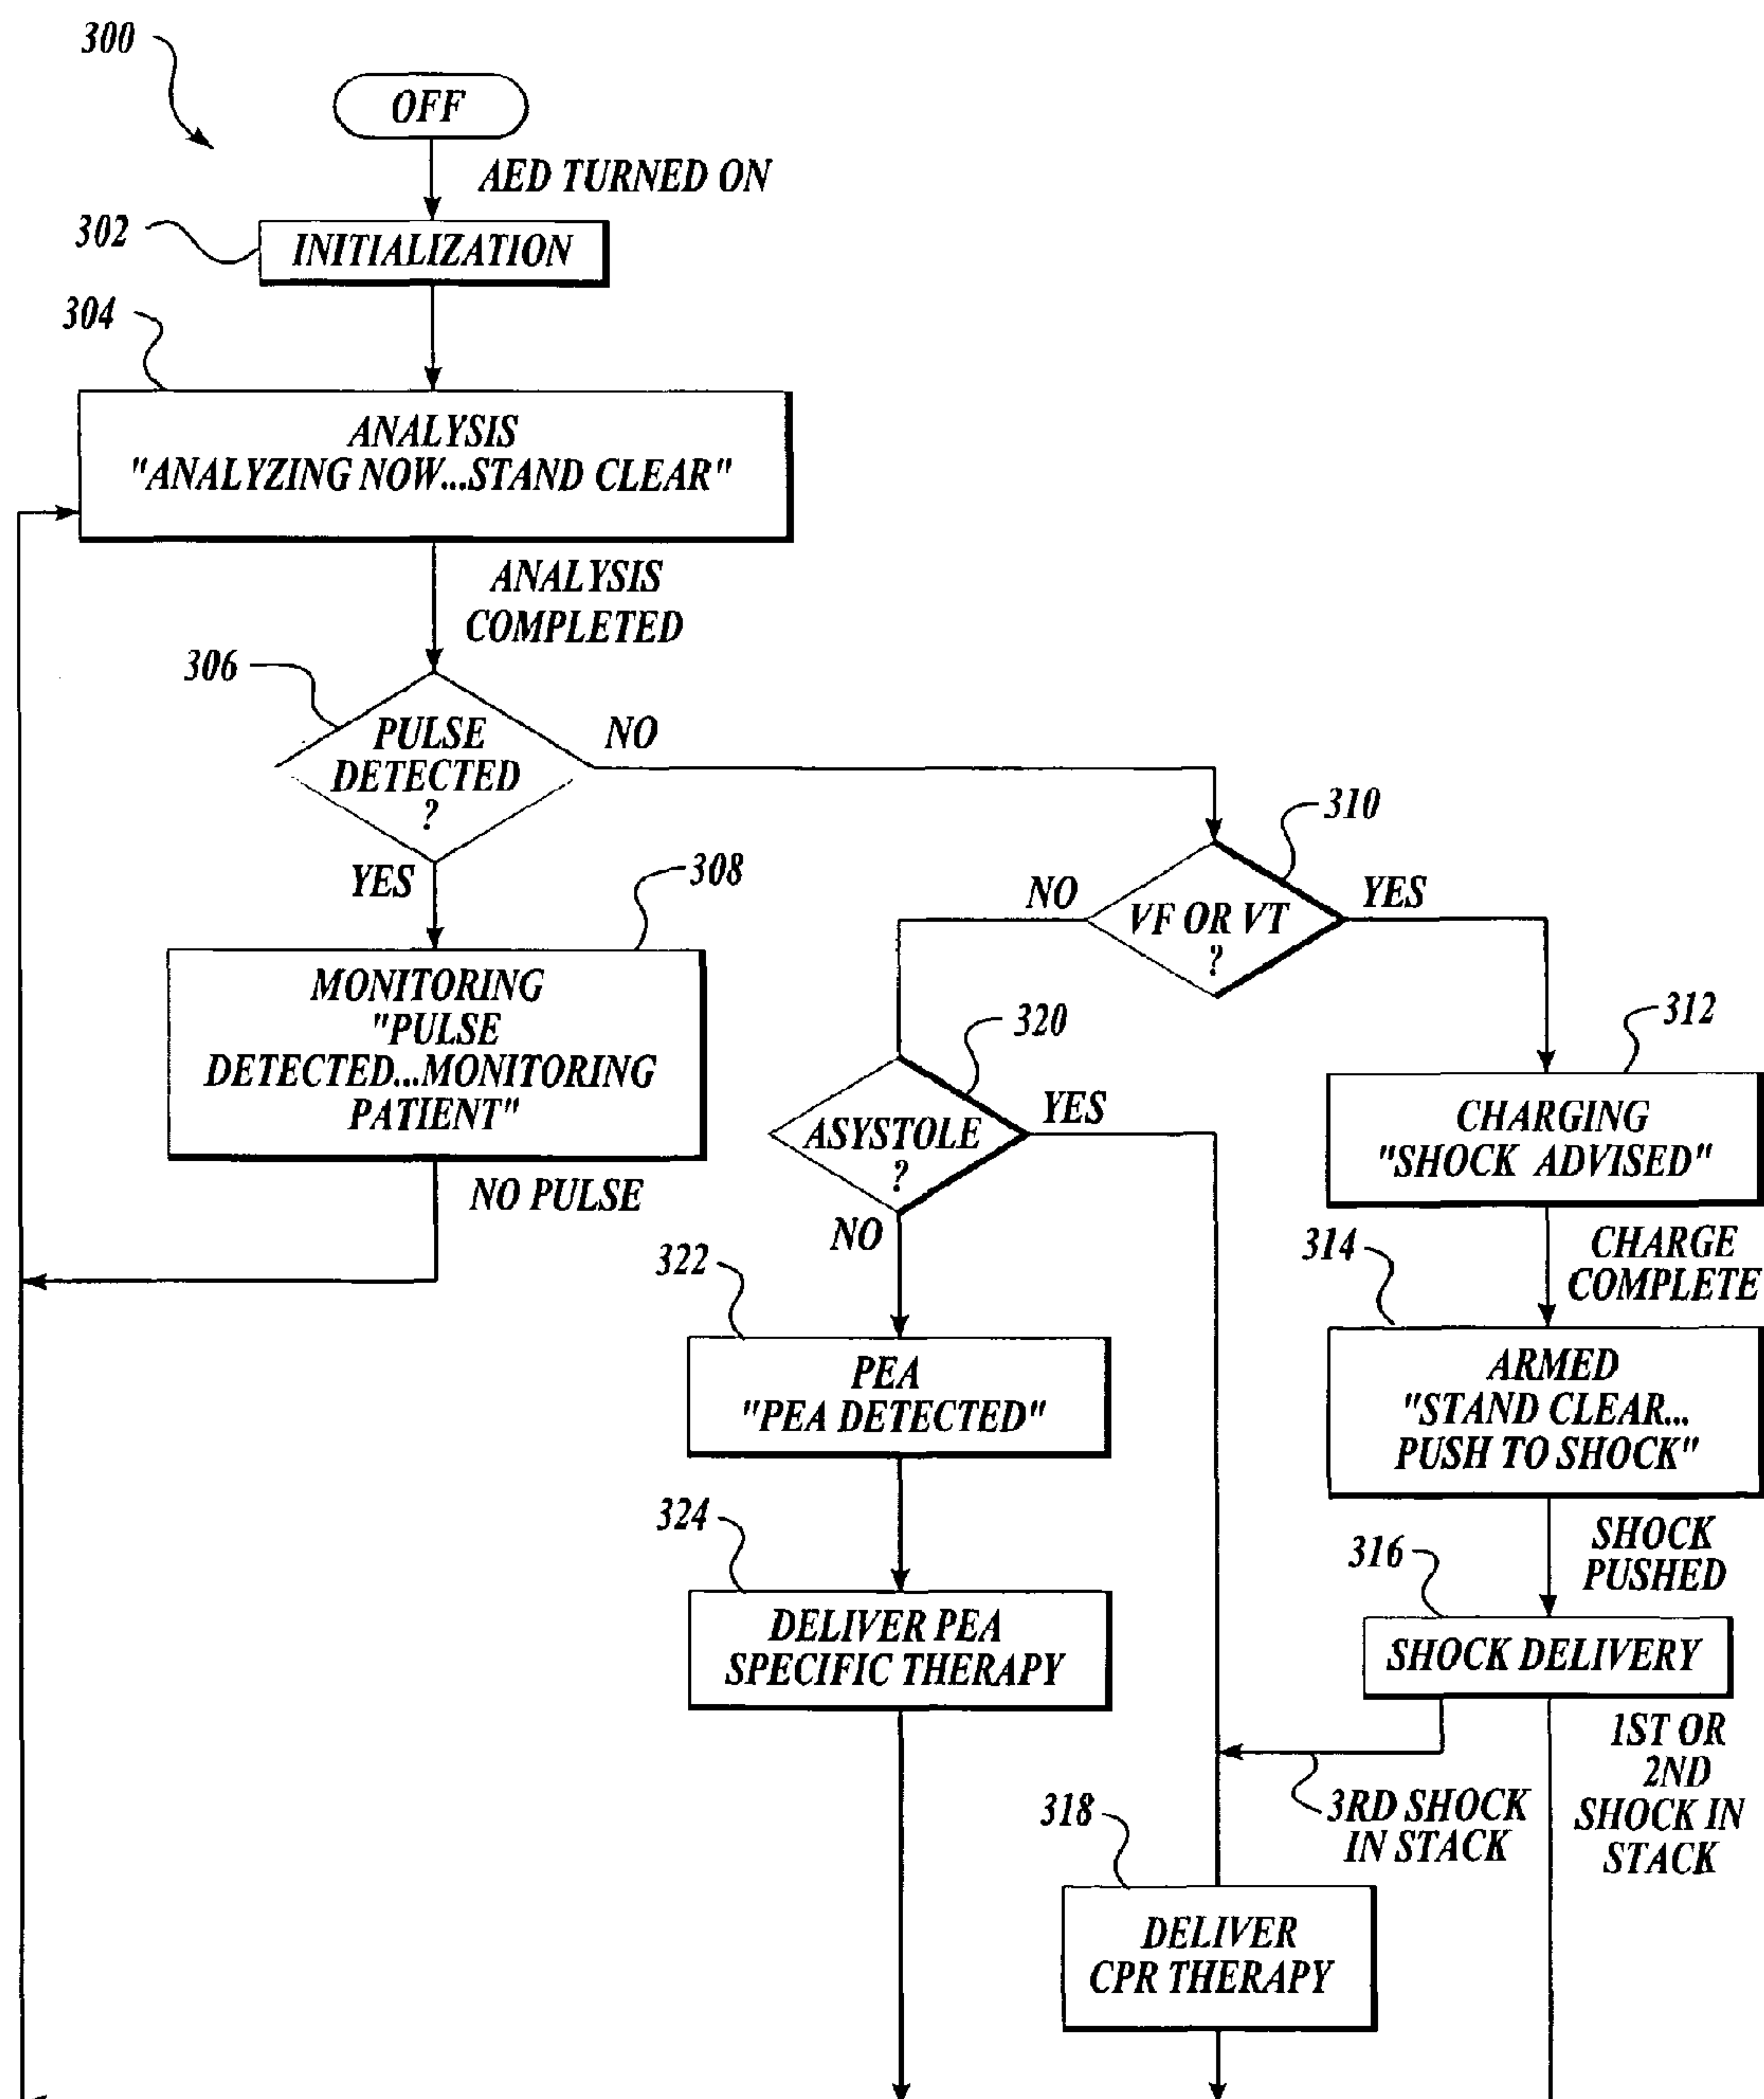 300
OFF
AED TURNED ON
302
INITIALIZATION
304
ANALYSIS
"ANALYZING NOW...STAND CLEAR"
ANALYSIS
COMPLETED
306
PULSE
DETECTED
?
NO
YES
308
MONITORING
"PULSE
DETECTED...MONITORING
PATIENT"
NO PULSE
310
VF OR VT
?
NO
YES
312
CHARGING
"SHOCK ADVISED"
CHARGE
COMPLETE
314
ARMED
"STAND CLEAR...
PUSH TO SHOCK"
SHOCK
PUSHED
316
SHOCK DELIVERY
1ST OR
2ND
SHOCK IN
STACK
3RD SHOCK
IN STACK
320
ASYSTOLE
?
YES
NO
322
PEA
"PEA DETECTED"
324
DELIVER PEA
SPECIFIC THERAPY
318
DELIVER
CPR THERAPY